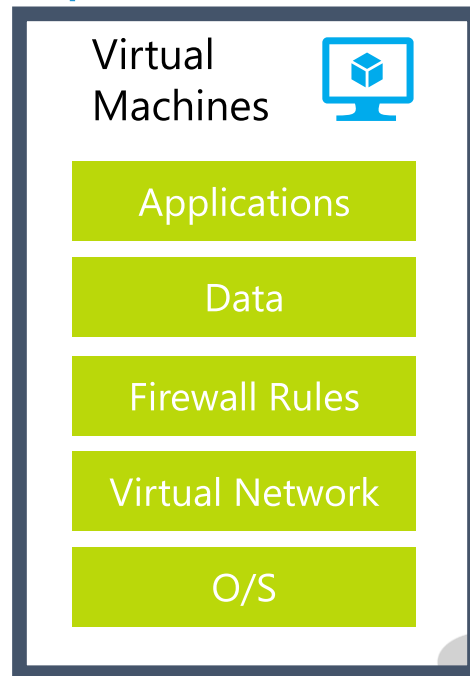 Virtual
Machines
Applications
Data
Firewall Rules
Virtual Network
O/S